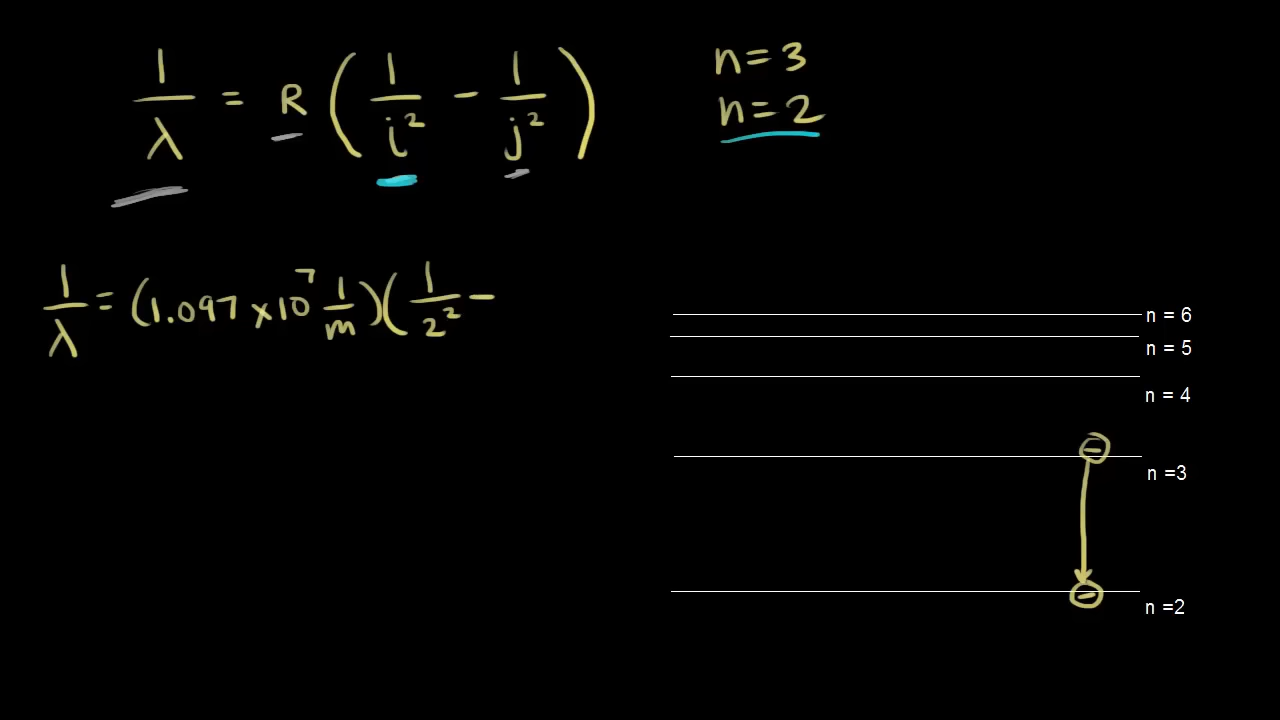 1/λ = R (1/i² - 1/j²)
n=3
n=2
1/λ = (1.097 x 10⁷ 1/m)(1/2² -
n = 6
n = 5
n = 4
n =3
n =2